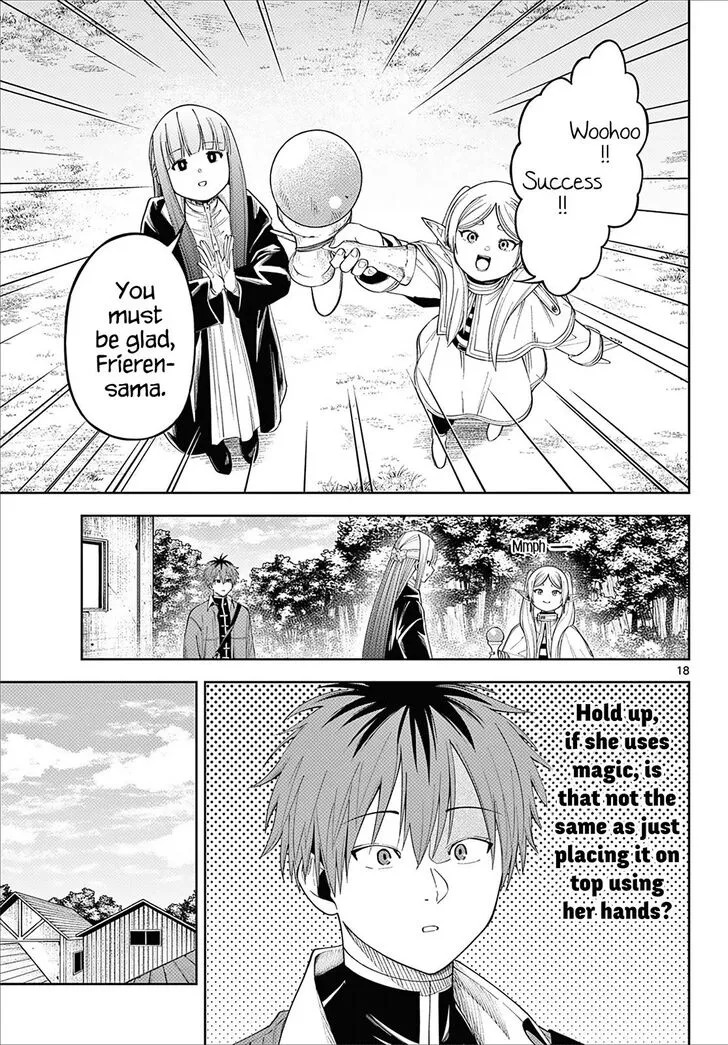 Woohoo
!!
Success
!!
You
must
be glad,
Frieren-
sama.
Mmph
18
Hold up,
if she uses
magic, is
that not the
same as just
placing it on
top using
her hands?